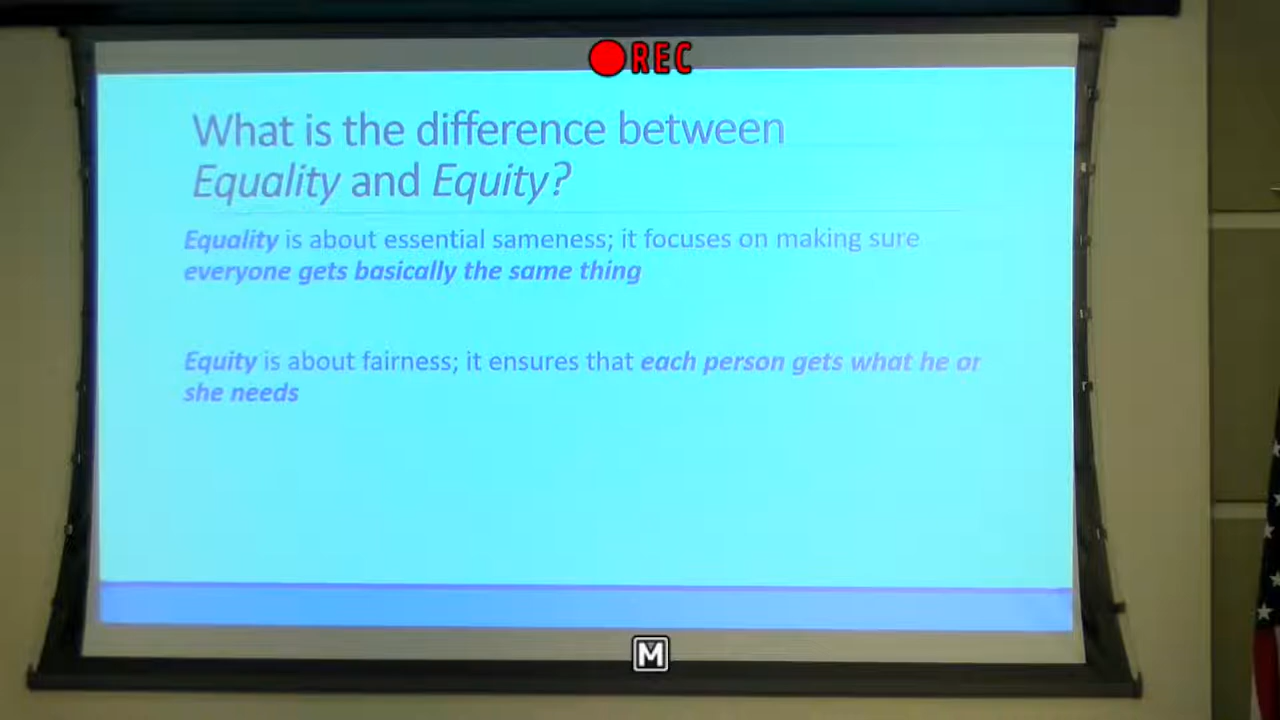 REC
What is the difference between
Equality and Equity?
Equality is about essential sameness; it focuses on making sure
everyone gets basically the same thing
Equity is about fairness; it ensures that each person gets what he or
she needs
M